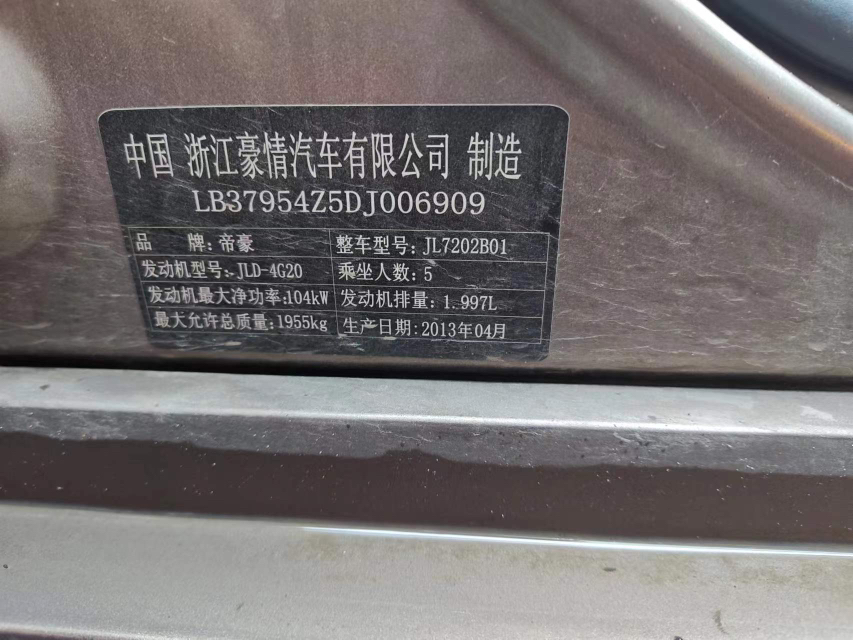 中国 浙江豪情汽车有限公司 制造
LB37954Z5DJ006909
品 牌:帝豪 整车型号:JL7202B01
发动机型号:JLD-4G20 乘坐人数:5
发动机最大净功率:104kW 发动机排量:1.997L
最大允许总质量:1955kg 生产日期:2013年04月